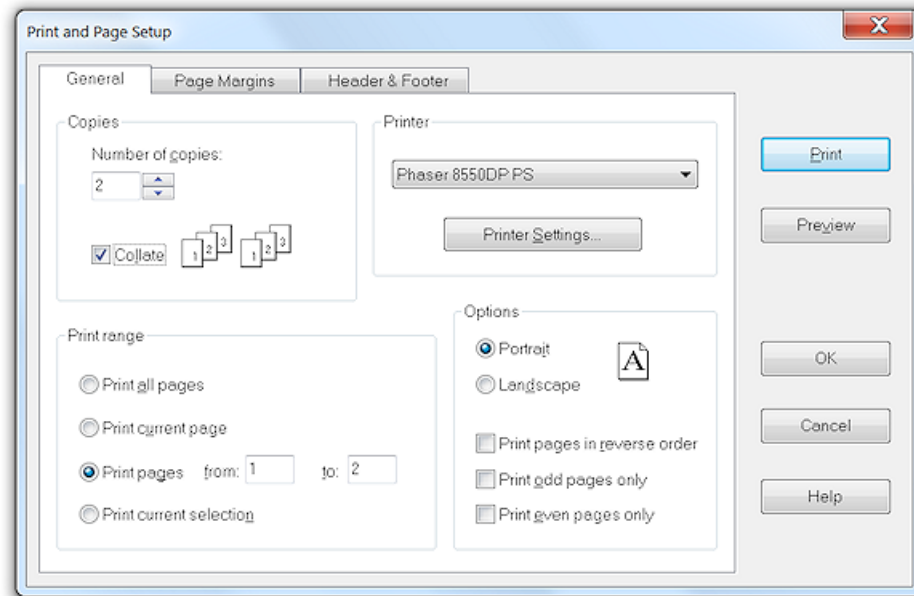 Print and Page Setup
General
Page Margins
Header & Footer
Copies
Number of copies:
2
Collate
1 2 3 1 2 3
Printer
Phaser 8550DP PS
Printer Settings...
Print range
Print all pages
Print current page
Print pages from: 1 to: 2
Print current selection
Options
Portrait
A
Landscape
Print pages in reverse order
Print odd pages only
Print even pages only
Print
Preview
OK
Cancel
Help